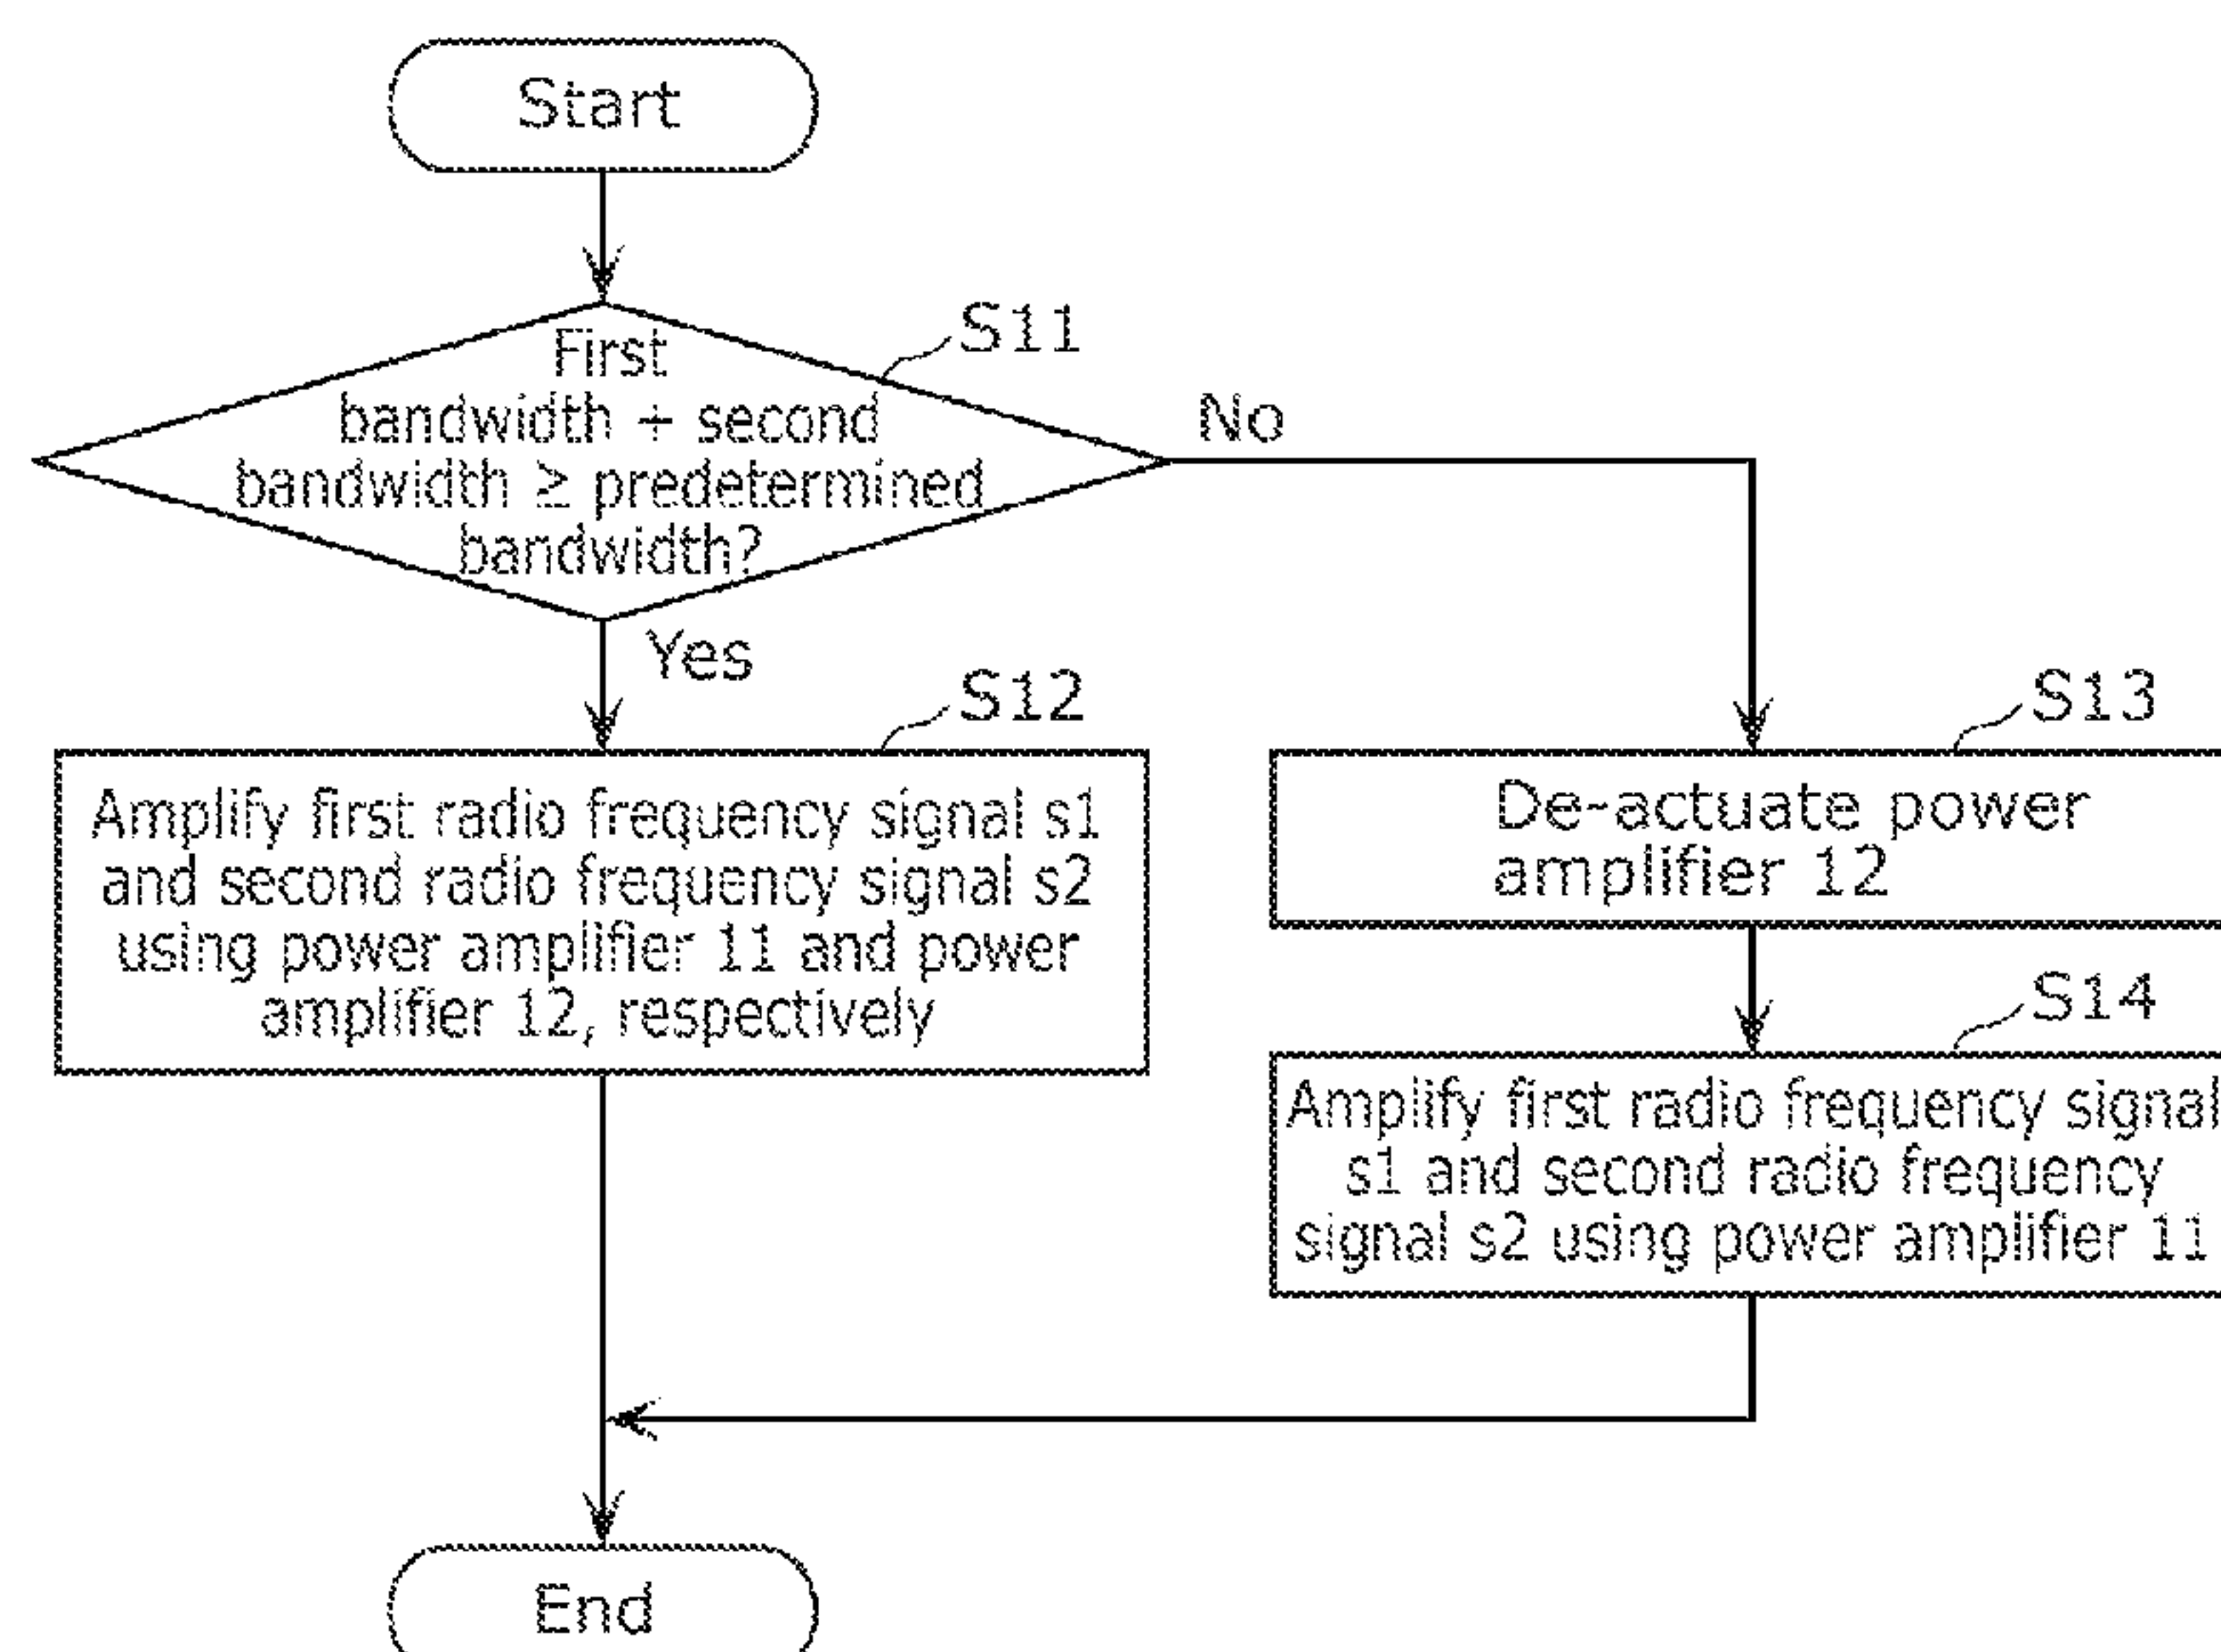 Start
S11
First
bandwidth + second
bandwidth ≥ predetermined
bandwidth?
No
Yes
S12
Amplify first radio frequency signal s1
and second radio frequency signal s2
using power amplifier 11 and power
amplifier 12, respectively
S13
De-actuate power
amplifier 12
S14
Amplify first radio frequency signal
s1 and second radio frequency
signal s2 using power amplifier 11
End